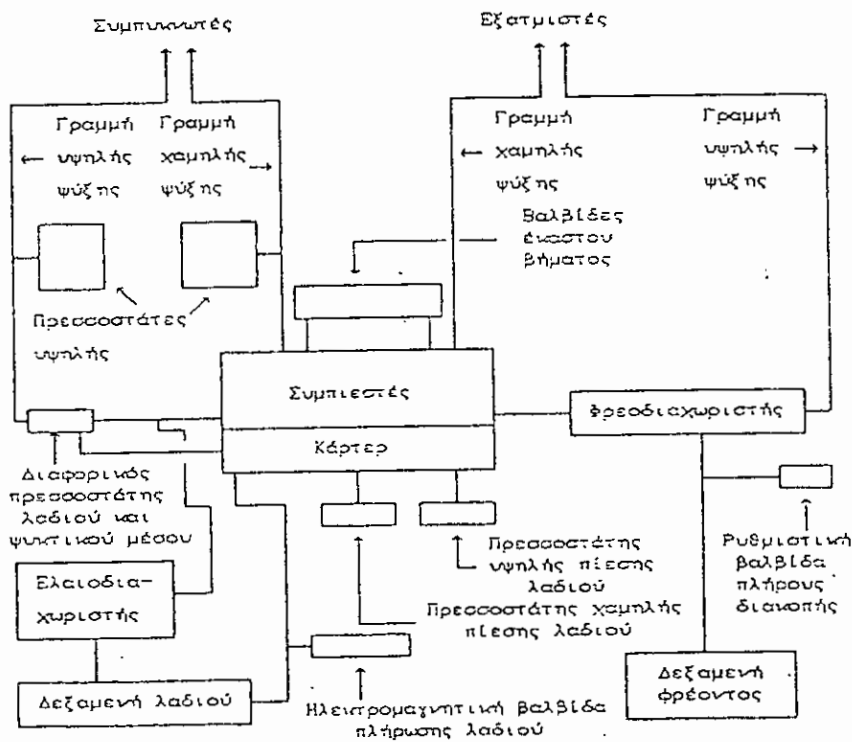 Συμπυκνωτές
Εξατμιστές
Γραμμή
υψηλής
ψύξης
Γραμμή
χαμηλής
ψύξης
Γραμμή
χαμηλής
ψύξης
Γραμμή
υψηλής
ψύξης
Βαλβίδες
έκαστου
βήματος
Πρεσσοστάτες
υψηλής
Συμπιεστές
Κάρτερ
Φρεοδιαχωριστής
Διαφορικός
πρεσσοστάτης
λαδιού και
ψυκτικού μέσου
Πρεσσοστάτης
υψηλής πίεσης
λαδιού
Πρεσσοστάτης χαμηλής
πίεσης λαδιού
Ρυθμιστική
βαλβίδα
πλήρους
διακοπής
Ελαιοδια-
χωριστής
Δεξαμενή λαδιού
Ηλεκτρομαγνητική βαλβίδα
πλήρωσης λαδιού
Δεξαμενή
φρέοντος